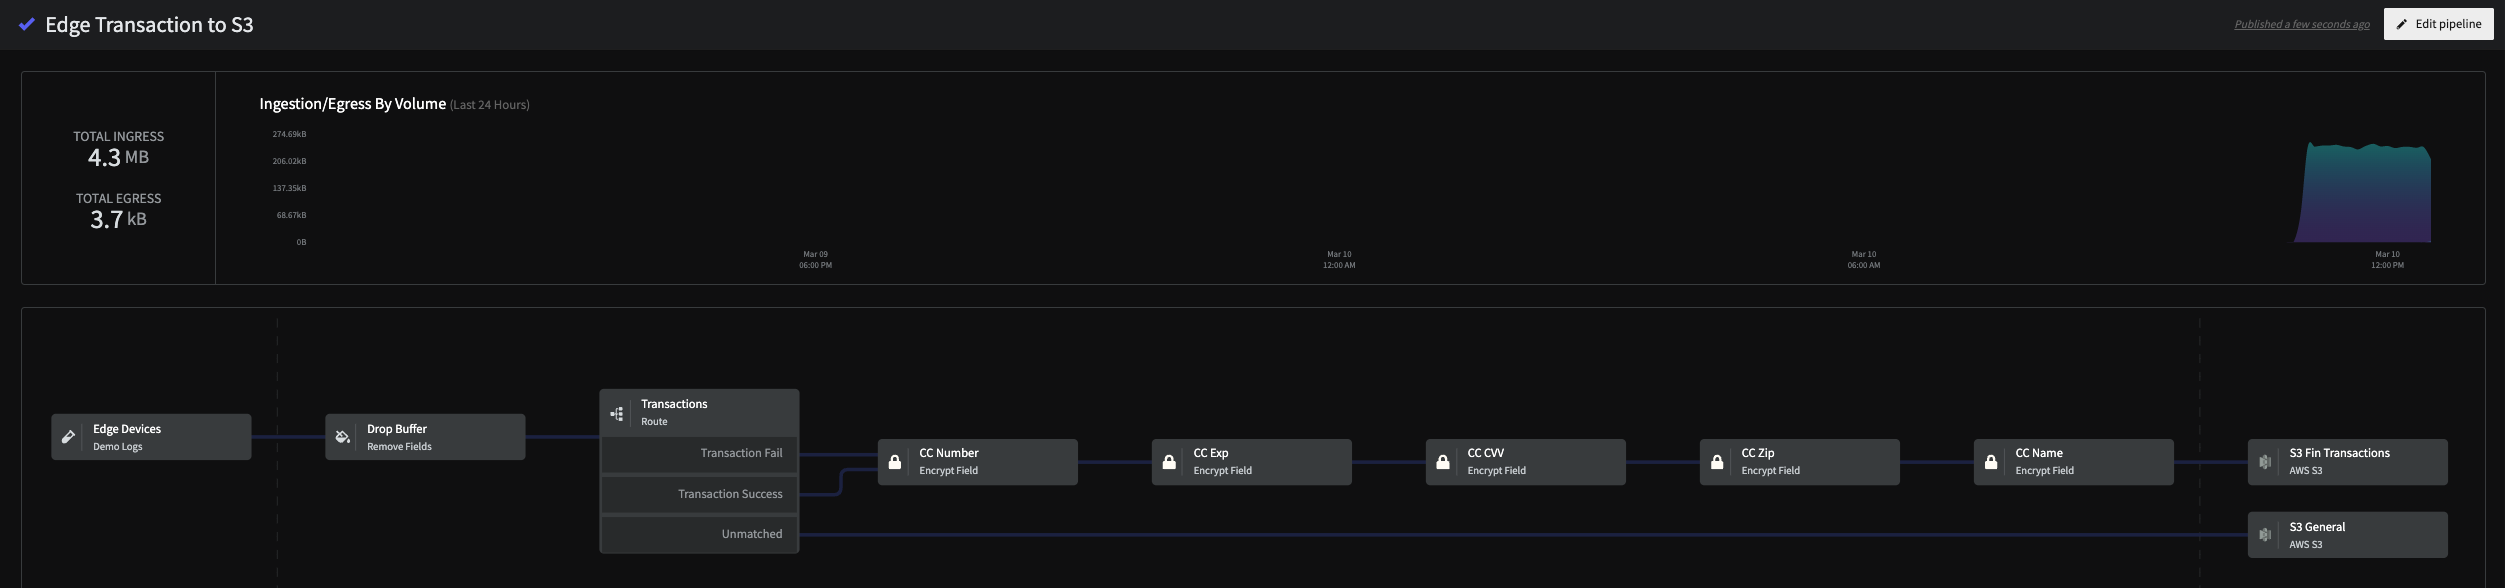 Edge Transaction to S3
Published a few seconds ago
Edit pipeline
TOTAL INGRESS
4.3 MB
TOTAL EGRESS
3.7 kB
Ingestion/Egress By Volume (Last 24 Hours)
274.69kB
206.02kB
137.35kB
68.67kB
0B
Mar 09
06:00 PM
Mar 10
12:00 AM
Mar 10
06:00 AM
Mar 10
12:00 PM
Edge Devices
Demo Logs
Drop Buffer
Remove Fields
Transactions
Route
Transaction Fail
Transaction Success
Unmatched
CC Number
Encrypt Field
CC Exp
Encrypt Field
CC CVV
Encrypt Field
CC Zip
Encrypt Field
CC Name
Encrypt Field
S3 Fin Transactions
AWS S3
S3 General
AWS S3